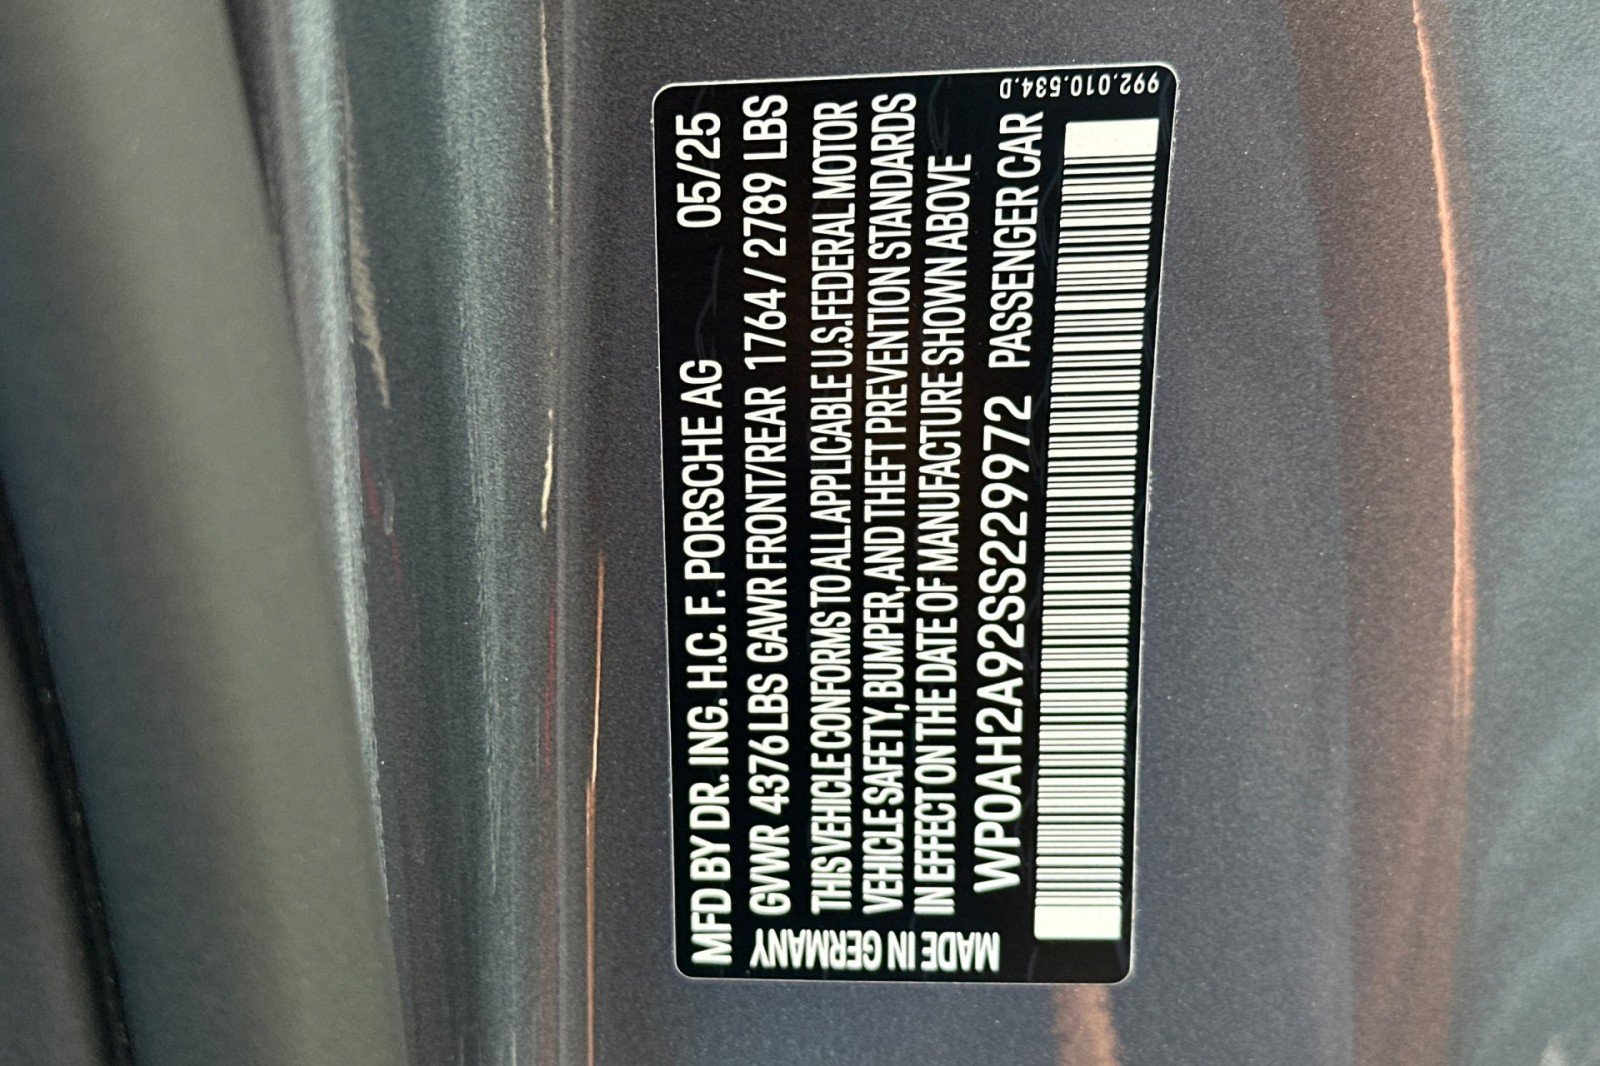 MFD BY DR. ING. H.C. F. PORSCHE AG 05/25
GVWR 4376LBS GAWR FRONT/REAR 1764/2789 LBS
THIS VEHICLE CONFORMS TO ALL APPLICABLE U.S. FEDERAL MOTOR
VEHICLE SAFETY, BUMPER, AND THEFT PREVENTION STANDARDS
IN EFFECT ON THE DATE OF MANUFACTURE SHOWN ABOVE
WP0AH2A92SS229972 PASSENGER CAR
MADE IN GERMANY
992.010.534.D